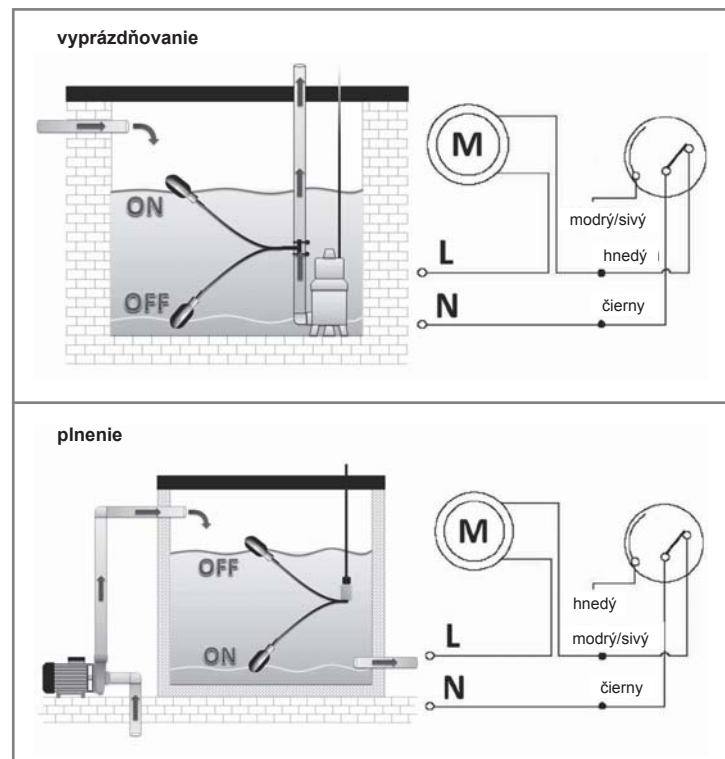 vyprázdňovanie
ON
OFF
M
modrý/sivý
L
hnedý
N
čierny
plnenie
OFF
ON
M
hnedý
L
modrý/sivý
N
čierny